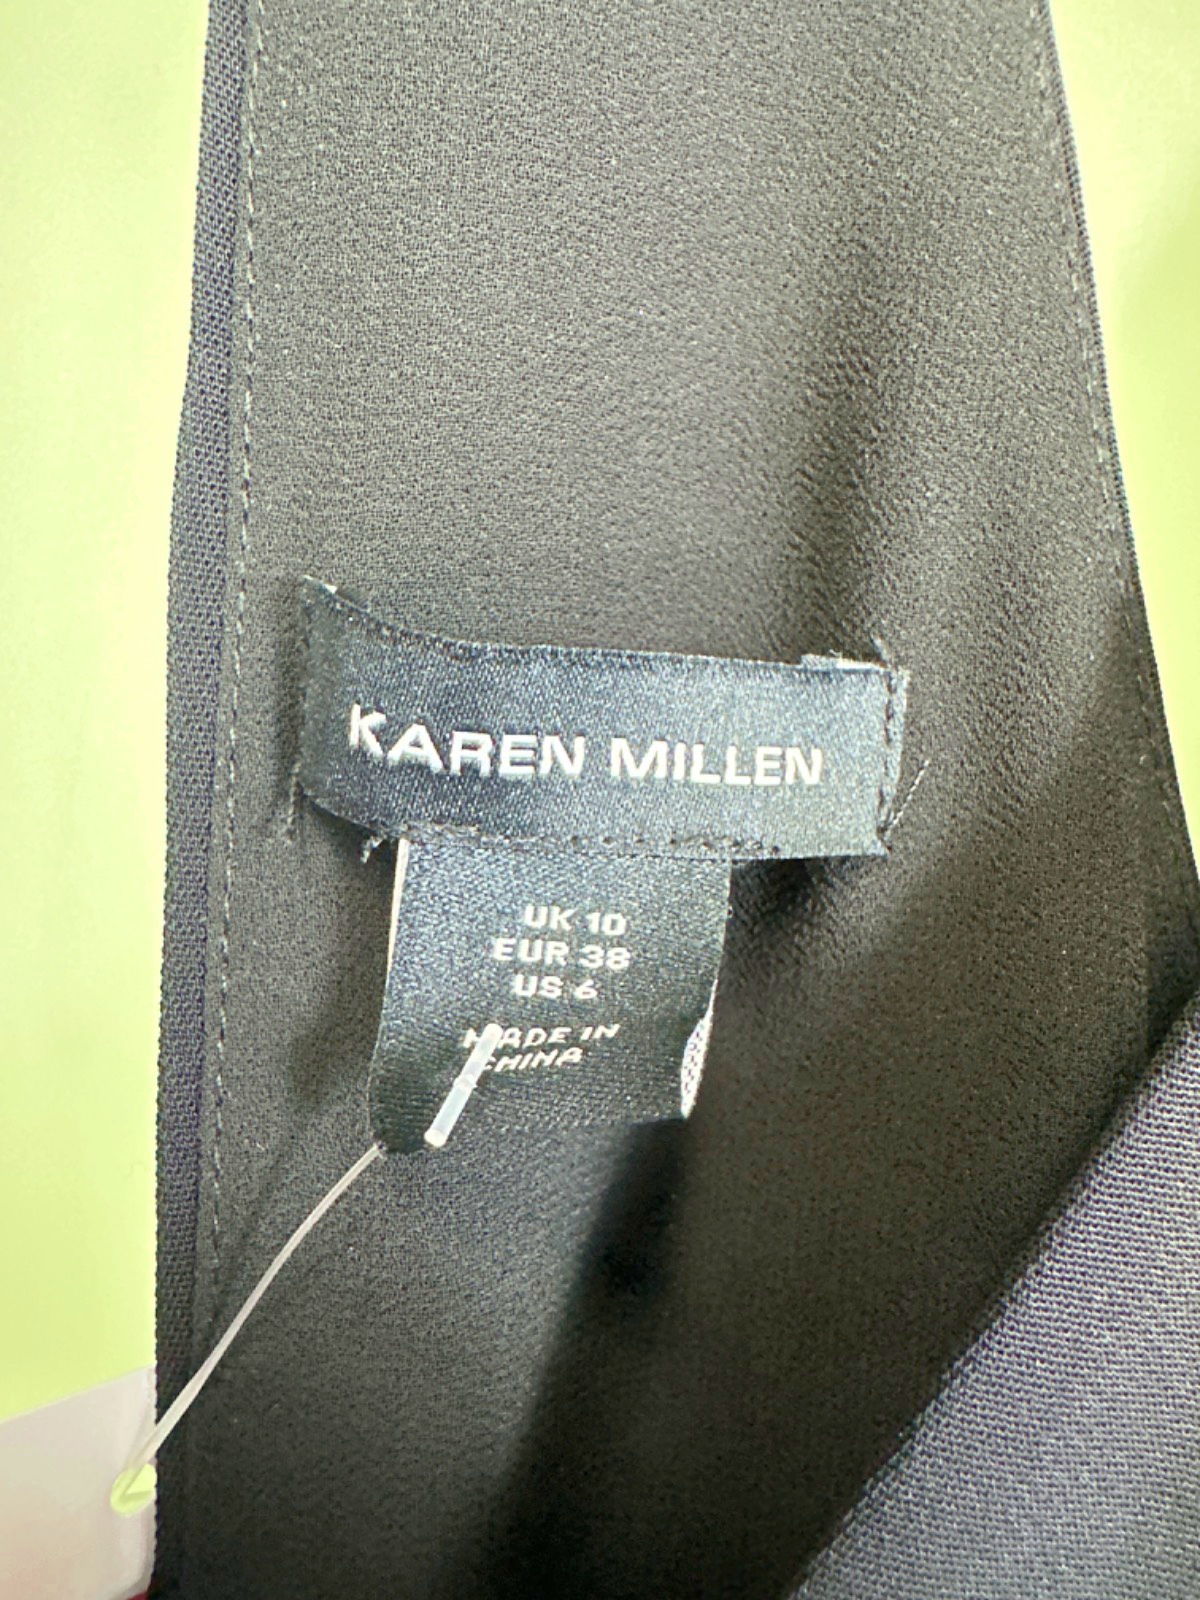 KAREN MILLEN
UK 10
EUR 38
US 6
MADE IN
CHINA